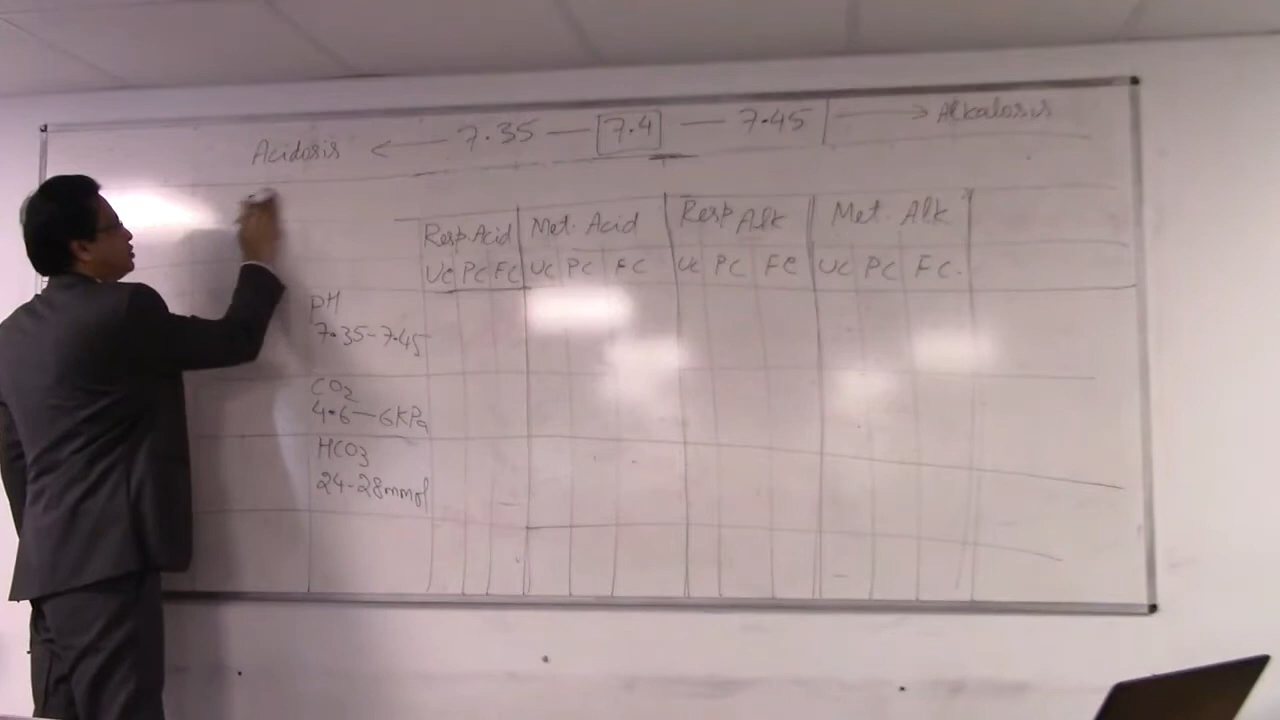 Acidosis <— 7.35 — 7.4 — 7.45 —> Alkalosis
Resp. Acid Met. Acid Resp Alk Met. Alk
UC PC FC UC PC FC UC PC FC UC PC FC.
PH
7.35-7.45
CO2
4.6—6KPa
HCO3
24-28mmol